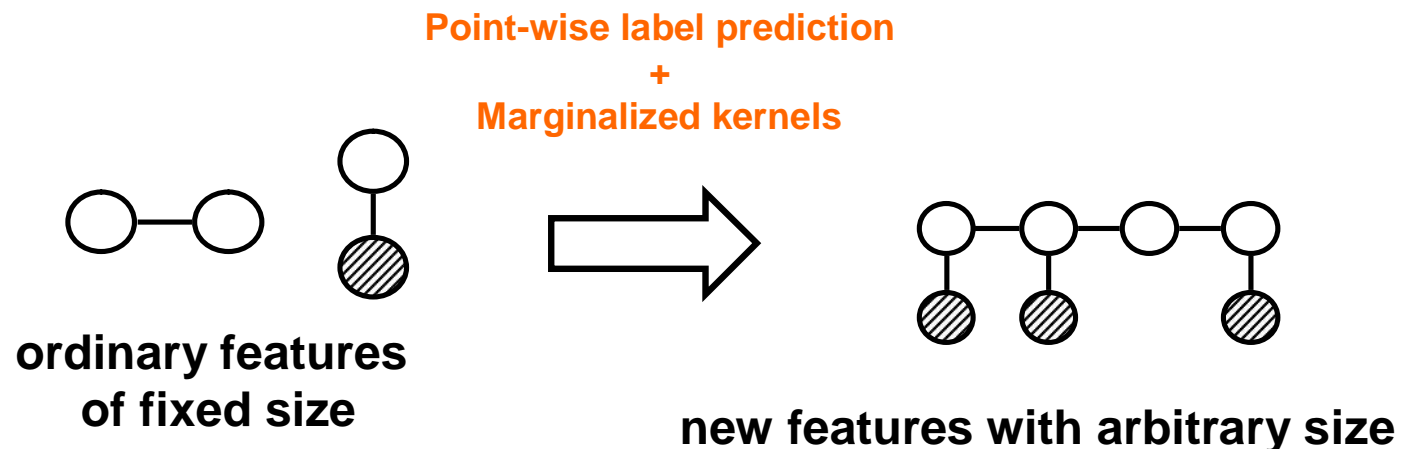 Point-wise label prediction
+
Marginalized kernels
ordinary features
of fixed size
new features with arbitrary size